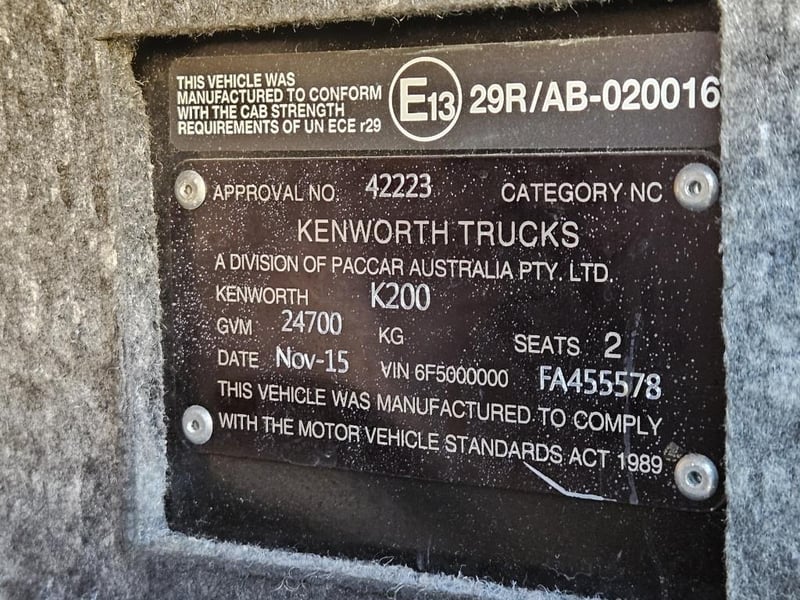 THIS VEHICLE WAS
MANUFACTURED TO CONFORM
WITH THE CAB STRENGTH
REQUIREMENTS OF UN ECE r29
E13 29R/AB-020016
APPROVAL NO. 42223 CATEGORY NC
KENWORTH TRUCKS
A DIVISION OF PACCAR AUSTRALIA PTY. LTD.
KENWORTH K200
GVM 24700 KG SEATS 2
DATE Nov-15 VIN 6F5000000 FA455578
THIS VEHICLE WAS MANUFACTURED TO COMPLY
WITH THE MOTOR VEHICLE STANDARDS ACT 1989